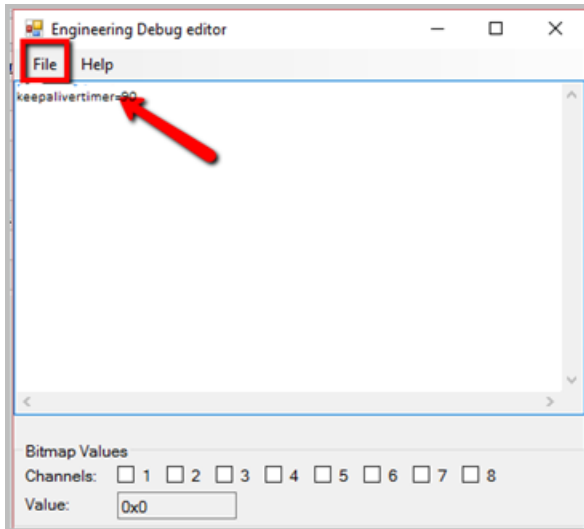 Engineering Debug editor
File Help
keepalivertimer=90
Bitmap Values
Channels: 1 2 3 4 5 6 7 8
Value: 0x0